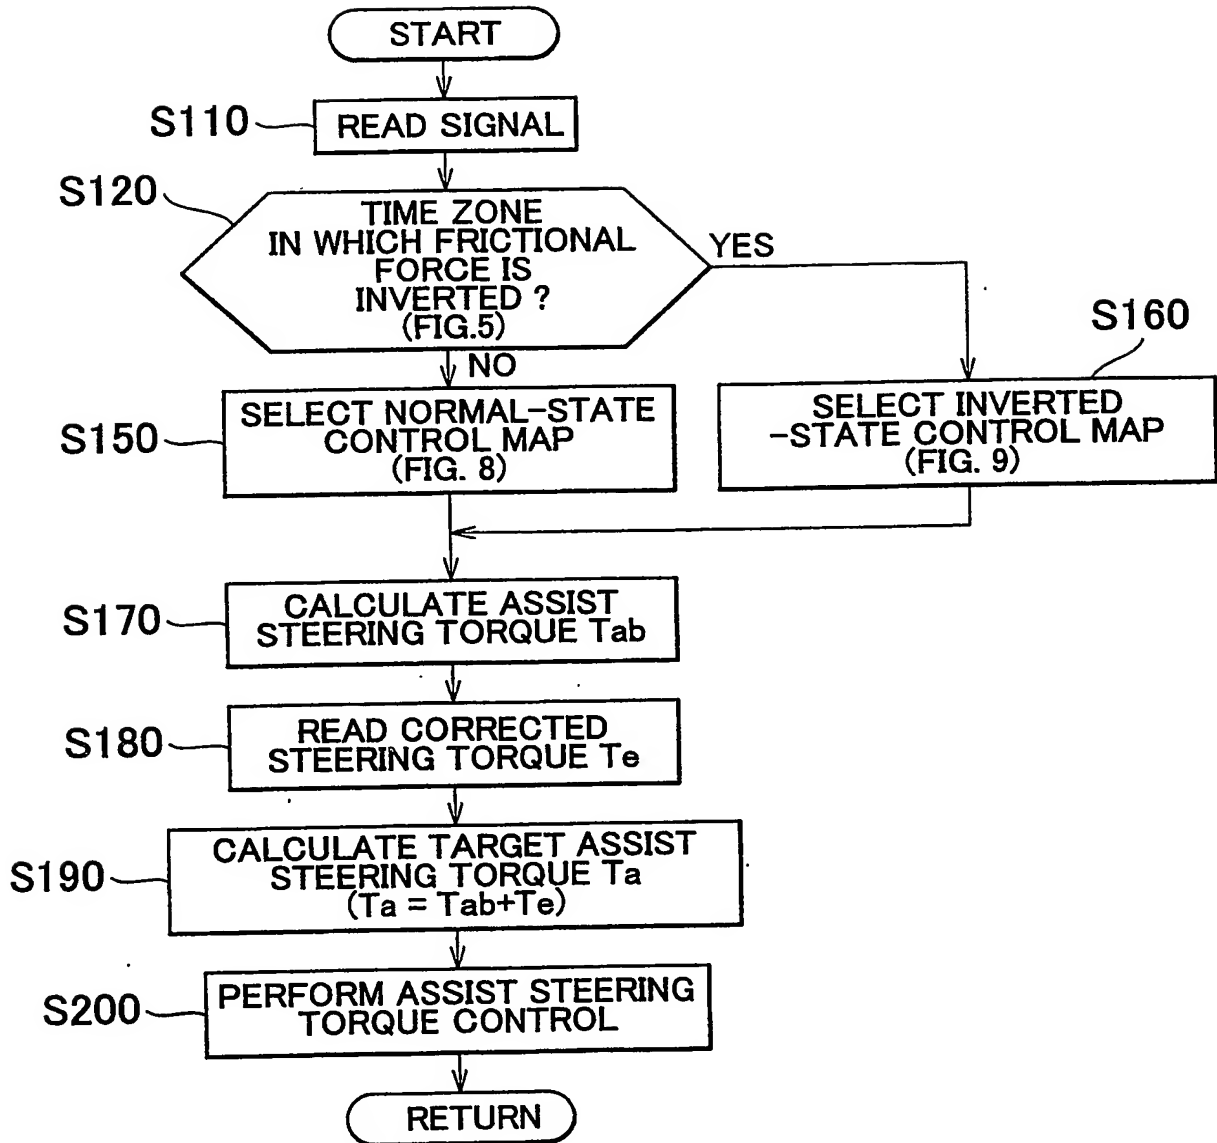 START
S110
READ SIGNAL
S120
TIME ZONE
IN WHICH FRICTIONAL
FORCE IS
INVERTED ?
(FIG.5)
YES
NO
S150
SELECT NORMAL-STATE
CONTROL MAP
(FIG. 8)
S160
SELECT INVERTED
-STATE CONTROL MAP
(FIG. 9)
S170
CALCULATE ASSIST
STEERING TORQUE Tab
S180
READ CORRECTED
STEERING TORQUE Te
S190
CALCULATE TARGET ASSIST
STEERING TORQUE Ta
(Ta = Tab+Te)
S200
PERFORM ASSIST STEERING
TORQUE CONTROL
RETURN